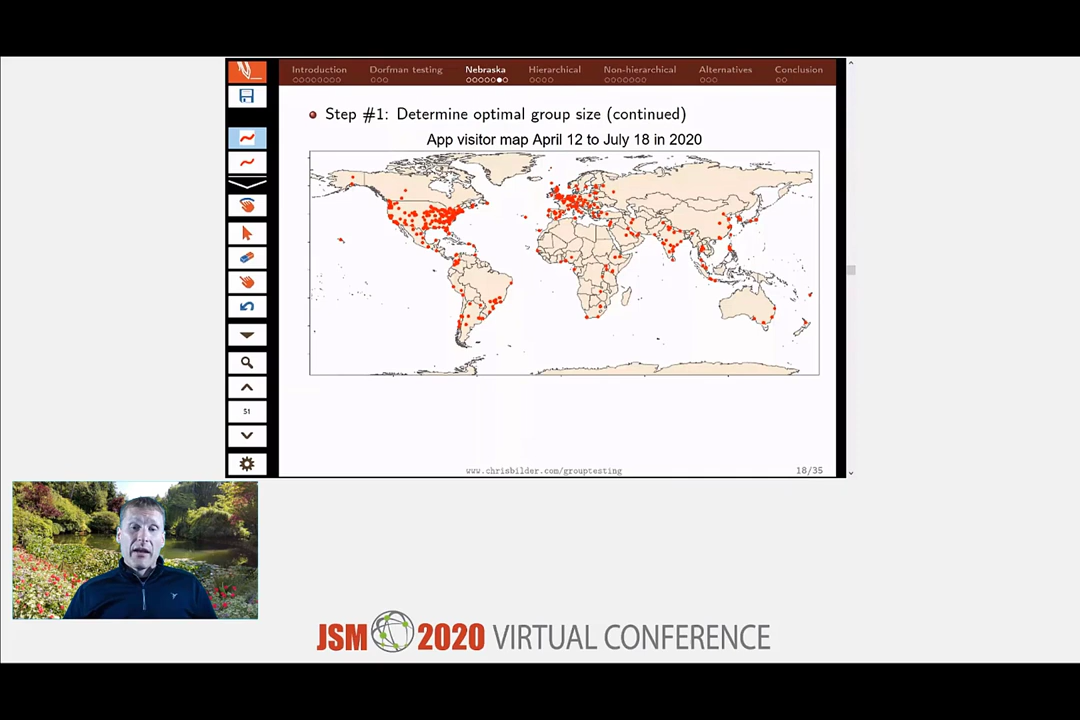 Introduction Dorfman testing Nebraska Hierarchical Non-hierarchical Alternatives Conclusion
Step #1: Determine optimal group size (continued)
App visitor map April 12 to July 18 in 2020
51
www.chrisbilder.com/grouptesting 18/35
JSM 2020 VIRTUAL CONFERENCE